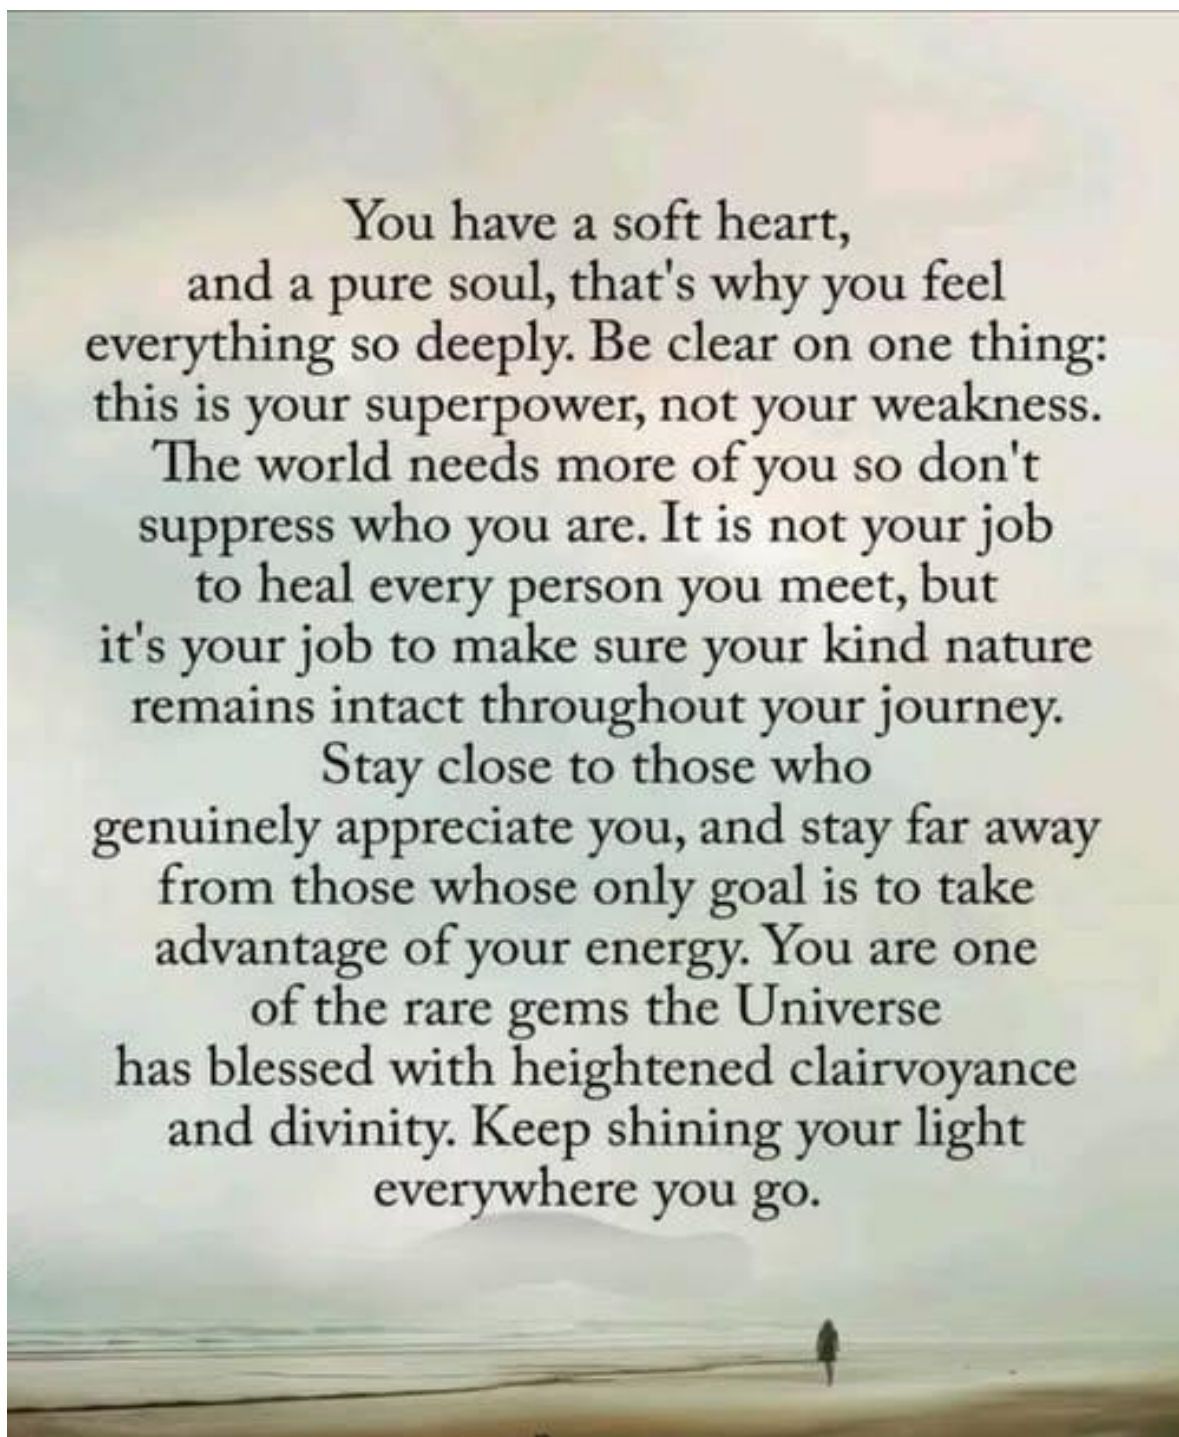 You have a soft heart,
and a pure soul, that's why you feel
everything so deeply. Be clear on one thing:
this is your superpower, not your weakness.
The world needs more of you so don't
suppress who you are. It is not your job
to heal every person you meet, but
it's your job to make sure your kind nature
remains intact throughout your journey.
Stay close to those who
genuinely appreciate you, and stay far away
from those whose only goal is to take
advantage of your energy. You are one
of the rare gems the Universe
has blessed with heightened clairvoyance
and divinity. Keep shining your light
everywhere you go.